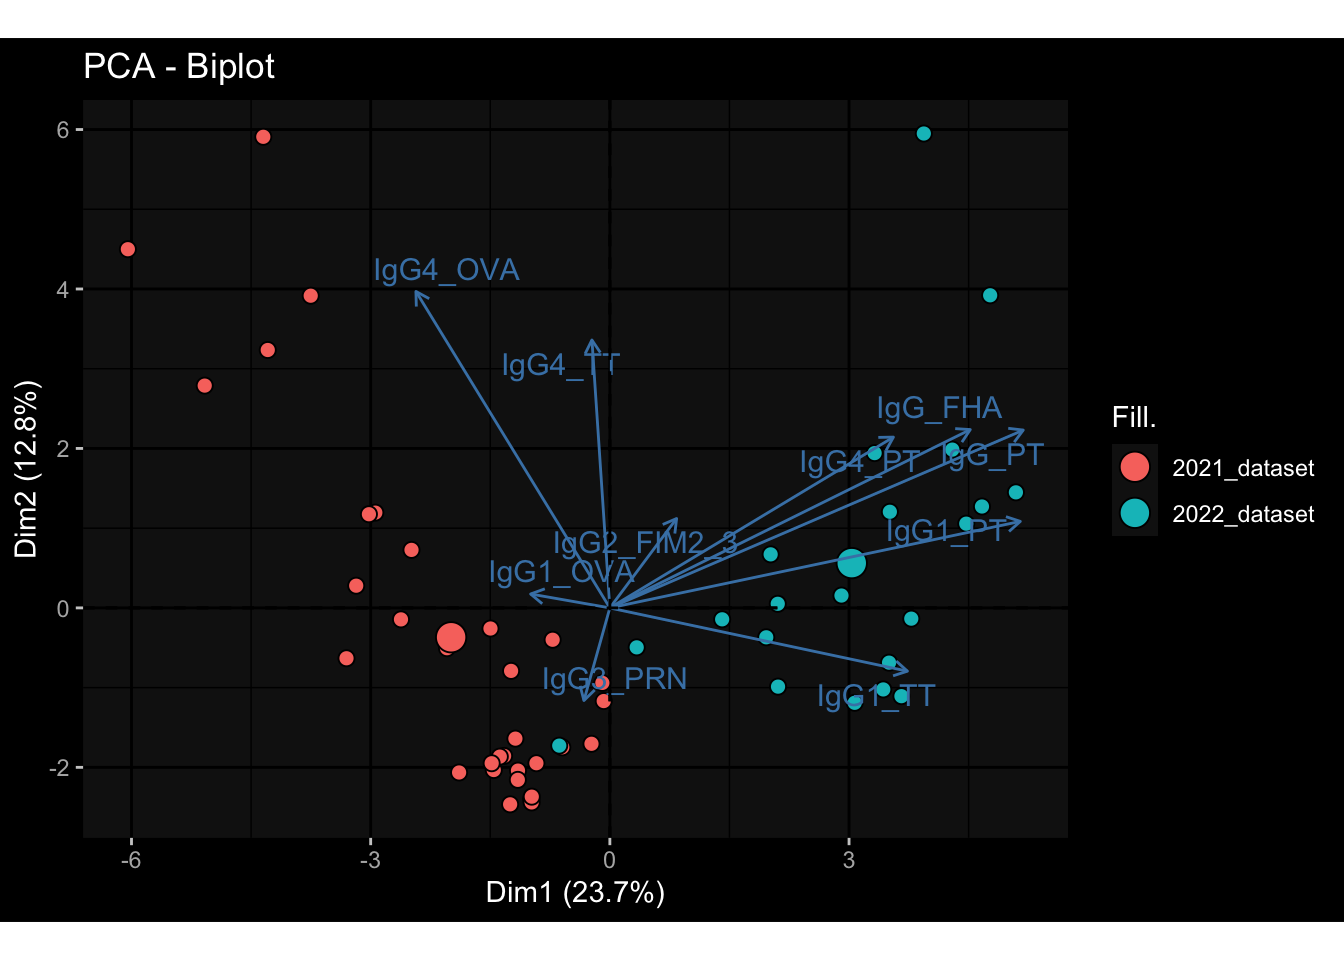 PCA - Biplot
6
4
2
0
-2
Dim2 (12.8%)
IgG4_OVA
IgG4_TT
IgG_FHA
IgG4_PT
IgG_PT
IgG1_PT
IgG2_FIM2_3
IgG1_OVA
IgG3_PRN
IgG1_TT
-6
-3
0
3
Dim1 (23.7%)
Fill.
2021_dataset
2022_dataset